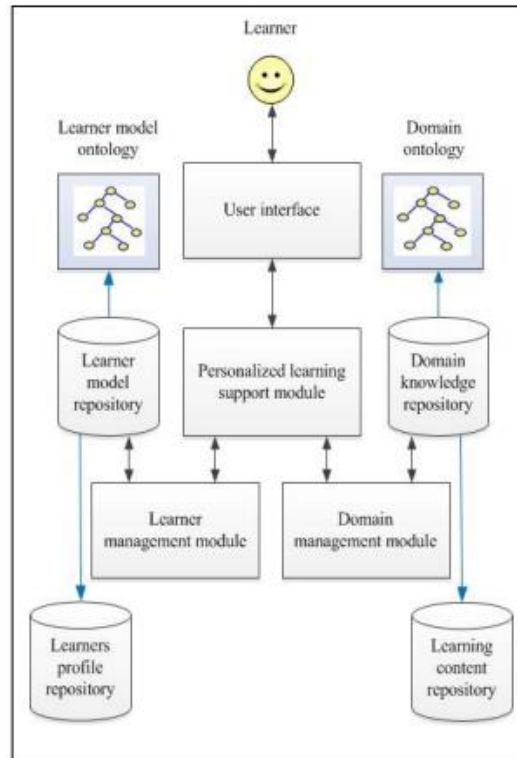 Learner
Learner model
ontology
Domain
ontology
User interface
Learner
model
repository
Personalized learning
support module
Domain
knowledge
repository
Learner
management module
Domain
management module
Learners
profile
repository
Learning
content
repository